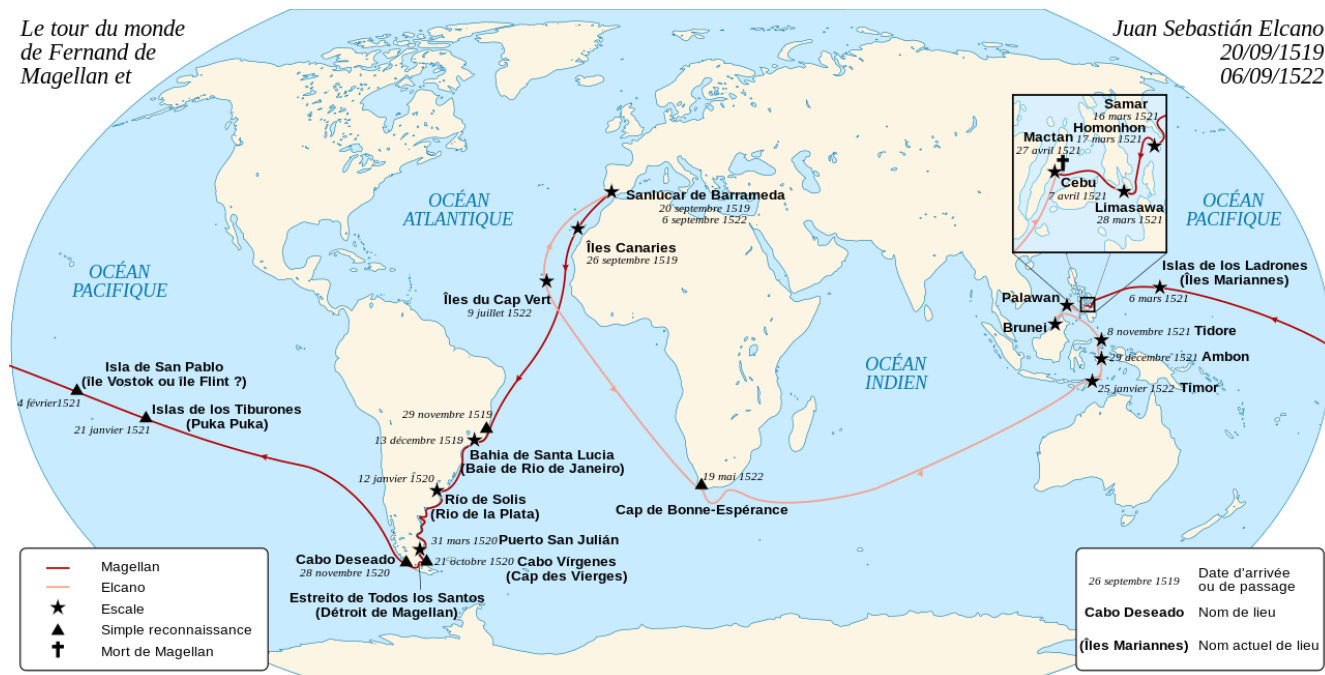 Le tour du monde
de Fernand de
Magellan et
Juan Sebastián Elcano
20/09/1519
06/09/1522
Samar
16 mars 1521
Homonhon
17 mars 1521
Mactan
27 avril 1521
Cebu
7 avril 1521
Limasawa
28 mars 1521
OCÉAN
ATLANTIQUE
Sanlúcar de Barrameda
20 septembre 1519
6 septembre 1522
OCÉAN
PACIFIQUE
Îles Canaries
26 septembre 1519
OCÉAN
PACIFIQUE
Islas de los Ladrones
(Îles Mariannes)
6 mars 1521
Îles du Cap Vert
9 juillet 1522
Palawan
Brunei
8 novembre 1521 Tidore
29 décembre 1521 Ambon
25 janvier 1522 Timor
OCÉAN
INDIEN
Isla de San Pablo
(île Vostok ou île Flint ?)
4 février1521
Islas de los Tiburones
(Puka Puka)
21 janvier 1521
29 novembre 1519
13 décembre 1519
Bahia de Santa Lucia
(Baie de Rio de Janeiro)
12 janvier 1520
Río de Solis
(Rio de la Plata)
19 mai 1522
Cap de Bonne-Espérance
31 mars 1520 Puerto San Julián
Cabo Deseado
28 novembre 1520
21 octobre 1520 Cabo Vírgenes
(Cap des Vierges)
Estreito de Todos los Santos
(Détroit de Magellan)
Magellan
Elcano
Escale
Simple reconnaissance
Mort de Magellan
26 septembre 1519 Date d'arrivée
ou de passage
Cabo Deseado Nom de lieu
(Îles Mariannes) Nom actuel de lieu